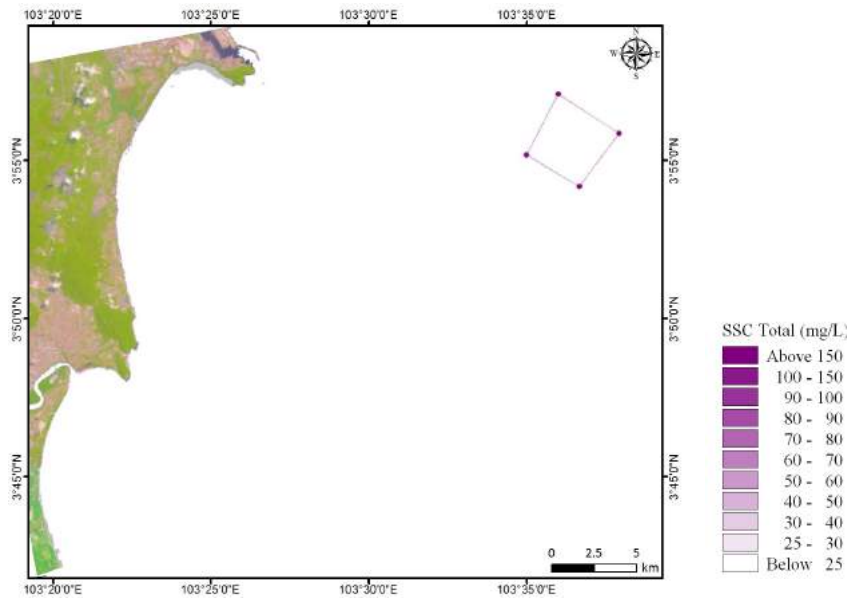 103°20'0"E 103°25'0"E 103°30'0"E 103°35'0"E
N
W E
S
3°55'0"N 3°55'0"N
3°50'0"N 3°50'0"N
3°45'0"N 3°45'0"N
SSC Total (mg/L)
Above 150
100 - 150
90 - 100
80 - 90
70 - 80
60 - 70
50 - 60
40 - 50
30 - 40
25 - 30
Below 25
0 2.5 5
km
103°20'0"E 103°25'0"E 103°30'0"E 103°35'0"E